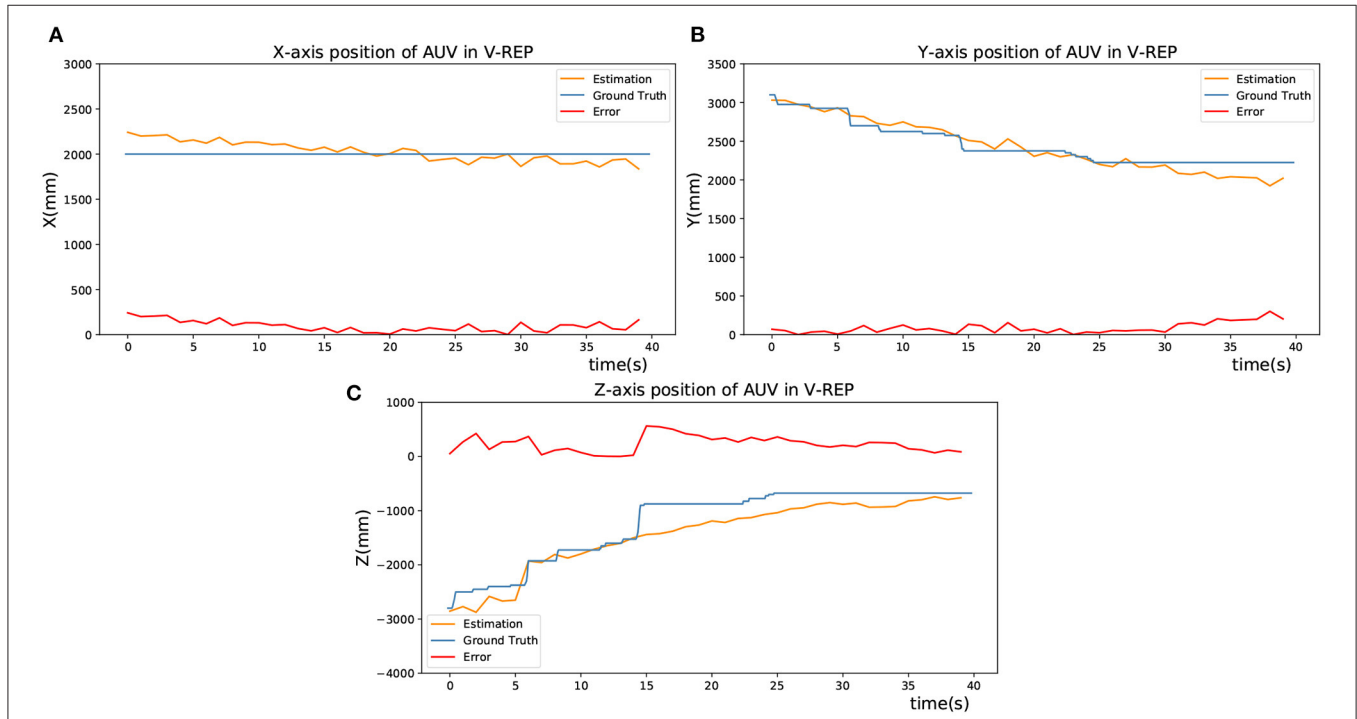 A
X-axis position of AUV in V-REP
3000
2500
2000
1500
1000
500
0
X(mm)
Estimation
Ground Truth
Error
0 5 10 15 20 25 30 35 40
time(s)
B
Y-axis position of AUV in V-REP
3500
3000
2500
2000
1500
1000
500
0
Y(mm)
Estimation
Ground Truth
Error
0 5 10 15 20 25 30 35 40
time(s)
C
Z-axis position of AUV in V-REP
1000
0
−1000
−2000
−3000
−4000
Z(mm)
Estimation
Ground Truth
Error
0 5 10 15 20 25 30 35 40
time(s)